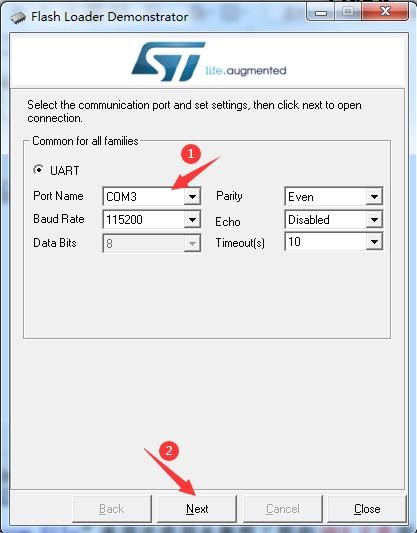 Flash Loader Demonstrator
ST life.augmented
Select the communication port and set settings, then click next to open
connection.
Common for all families
1
UART
Port Name COM3 Parity Even
Baud Rate 115200 Echo Disabled
Data Bits 8 Timeout(s) 10
2
Back Next Cancel Close